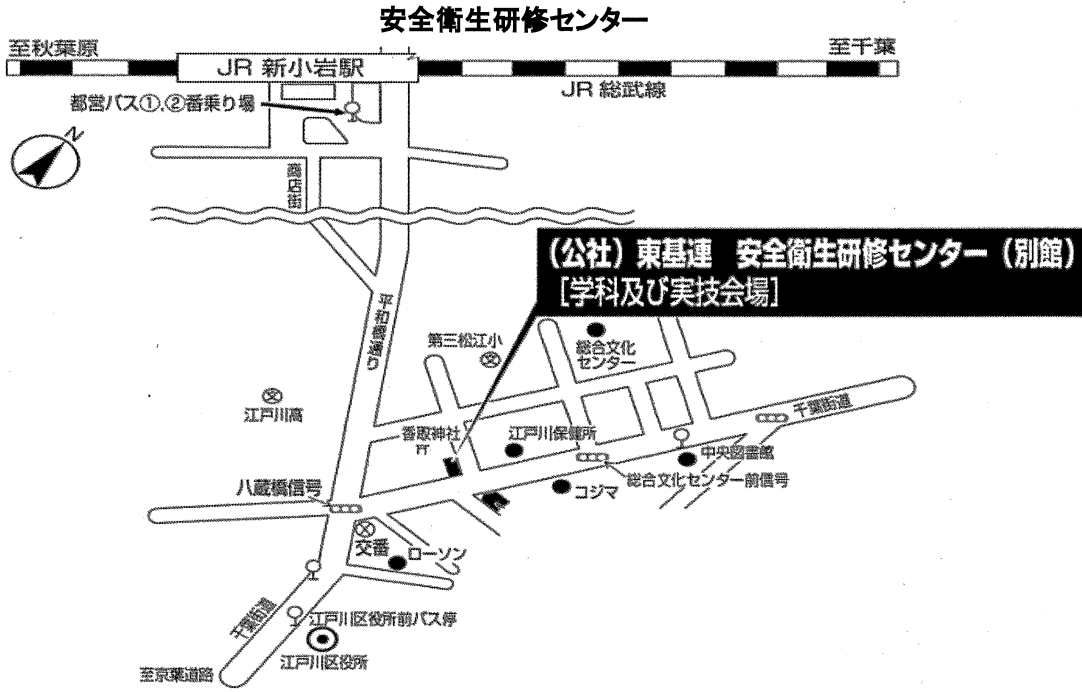 安全衛生研修センター
至秋葉原
至千葉
JR 新小岩駅
JR 総武線
都営バス①,②番乗り場
N
商店街
(公社)東基連 安全衛生研修センター(別館)
[学科及び実技会場]
平和橋通り
第三松江小
文
総合文化
センター
文
江戸川高
千葉街道
香取神社
江戸川保健所
中央図書館
総合文化センター前信号
コジマ
八蔵橋信号
交番
ローソン
千葉街道
江戸川区役所前バス停
江戸川区役所
至京葉道路